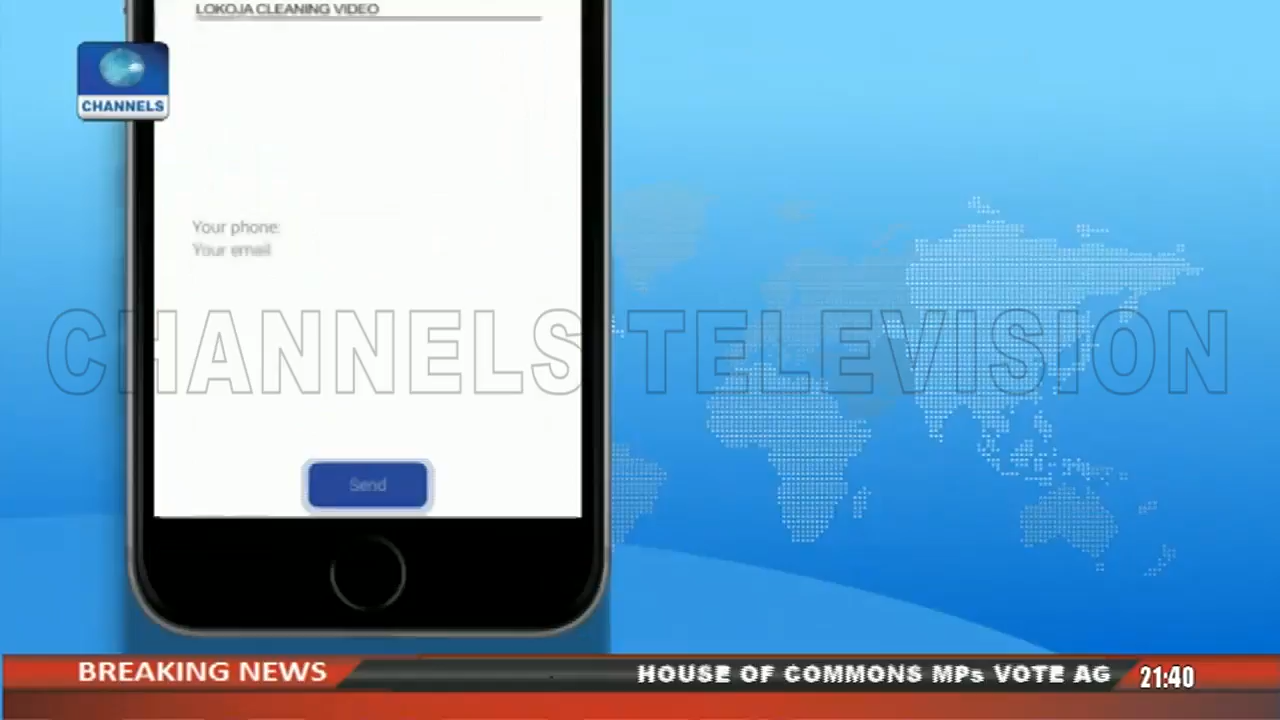 LOKOJA CLEANING VIDEO
CHANNELS
Your phone:
Your email
CHANNELS TELEVISION
Send
BREAKING NEWS
HOUSE OF COMMONS MPs VOTE AG
21:40